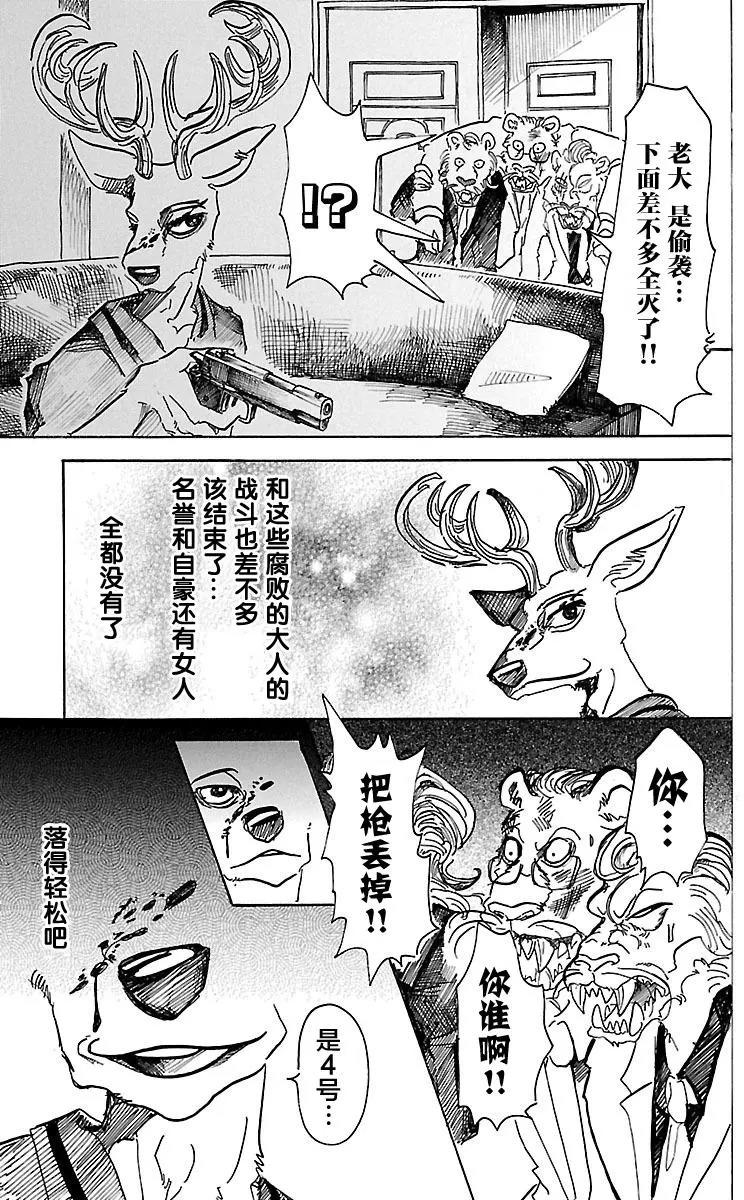 老大 是偷袭…
下面差不多全灭了!!
!?
和这些腐败的大人的
战斗也差不多
该结束了…
名誉和自豪还有女人
全都没有了
你…
把枪丢掉!!
你谁啊!!
落得轻松吧
是4号…